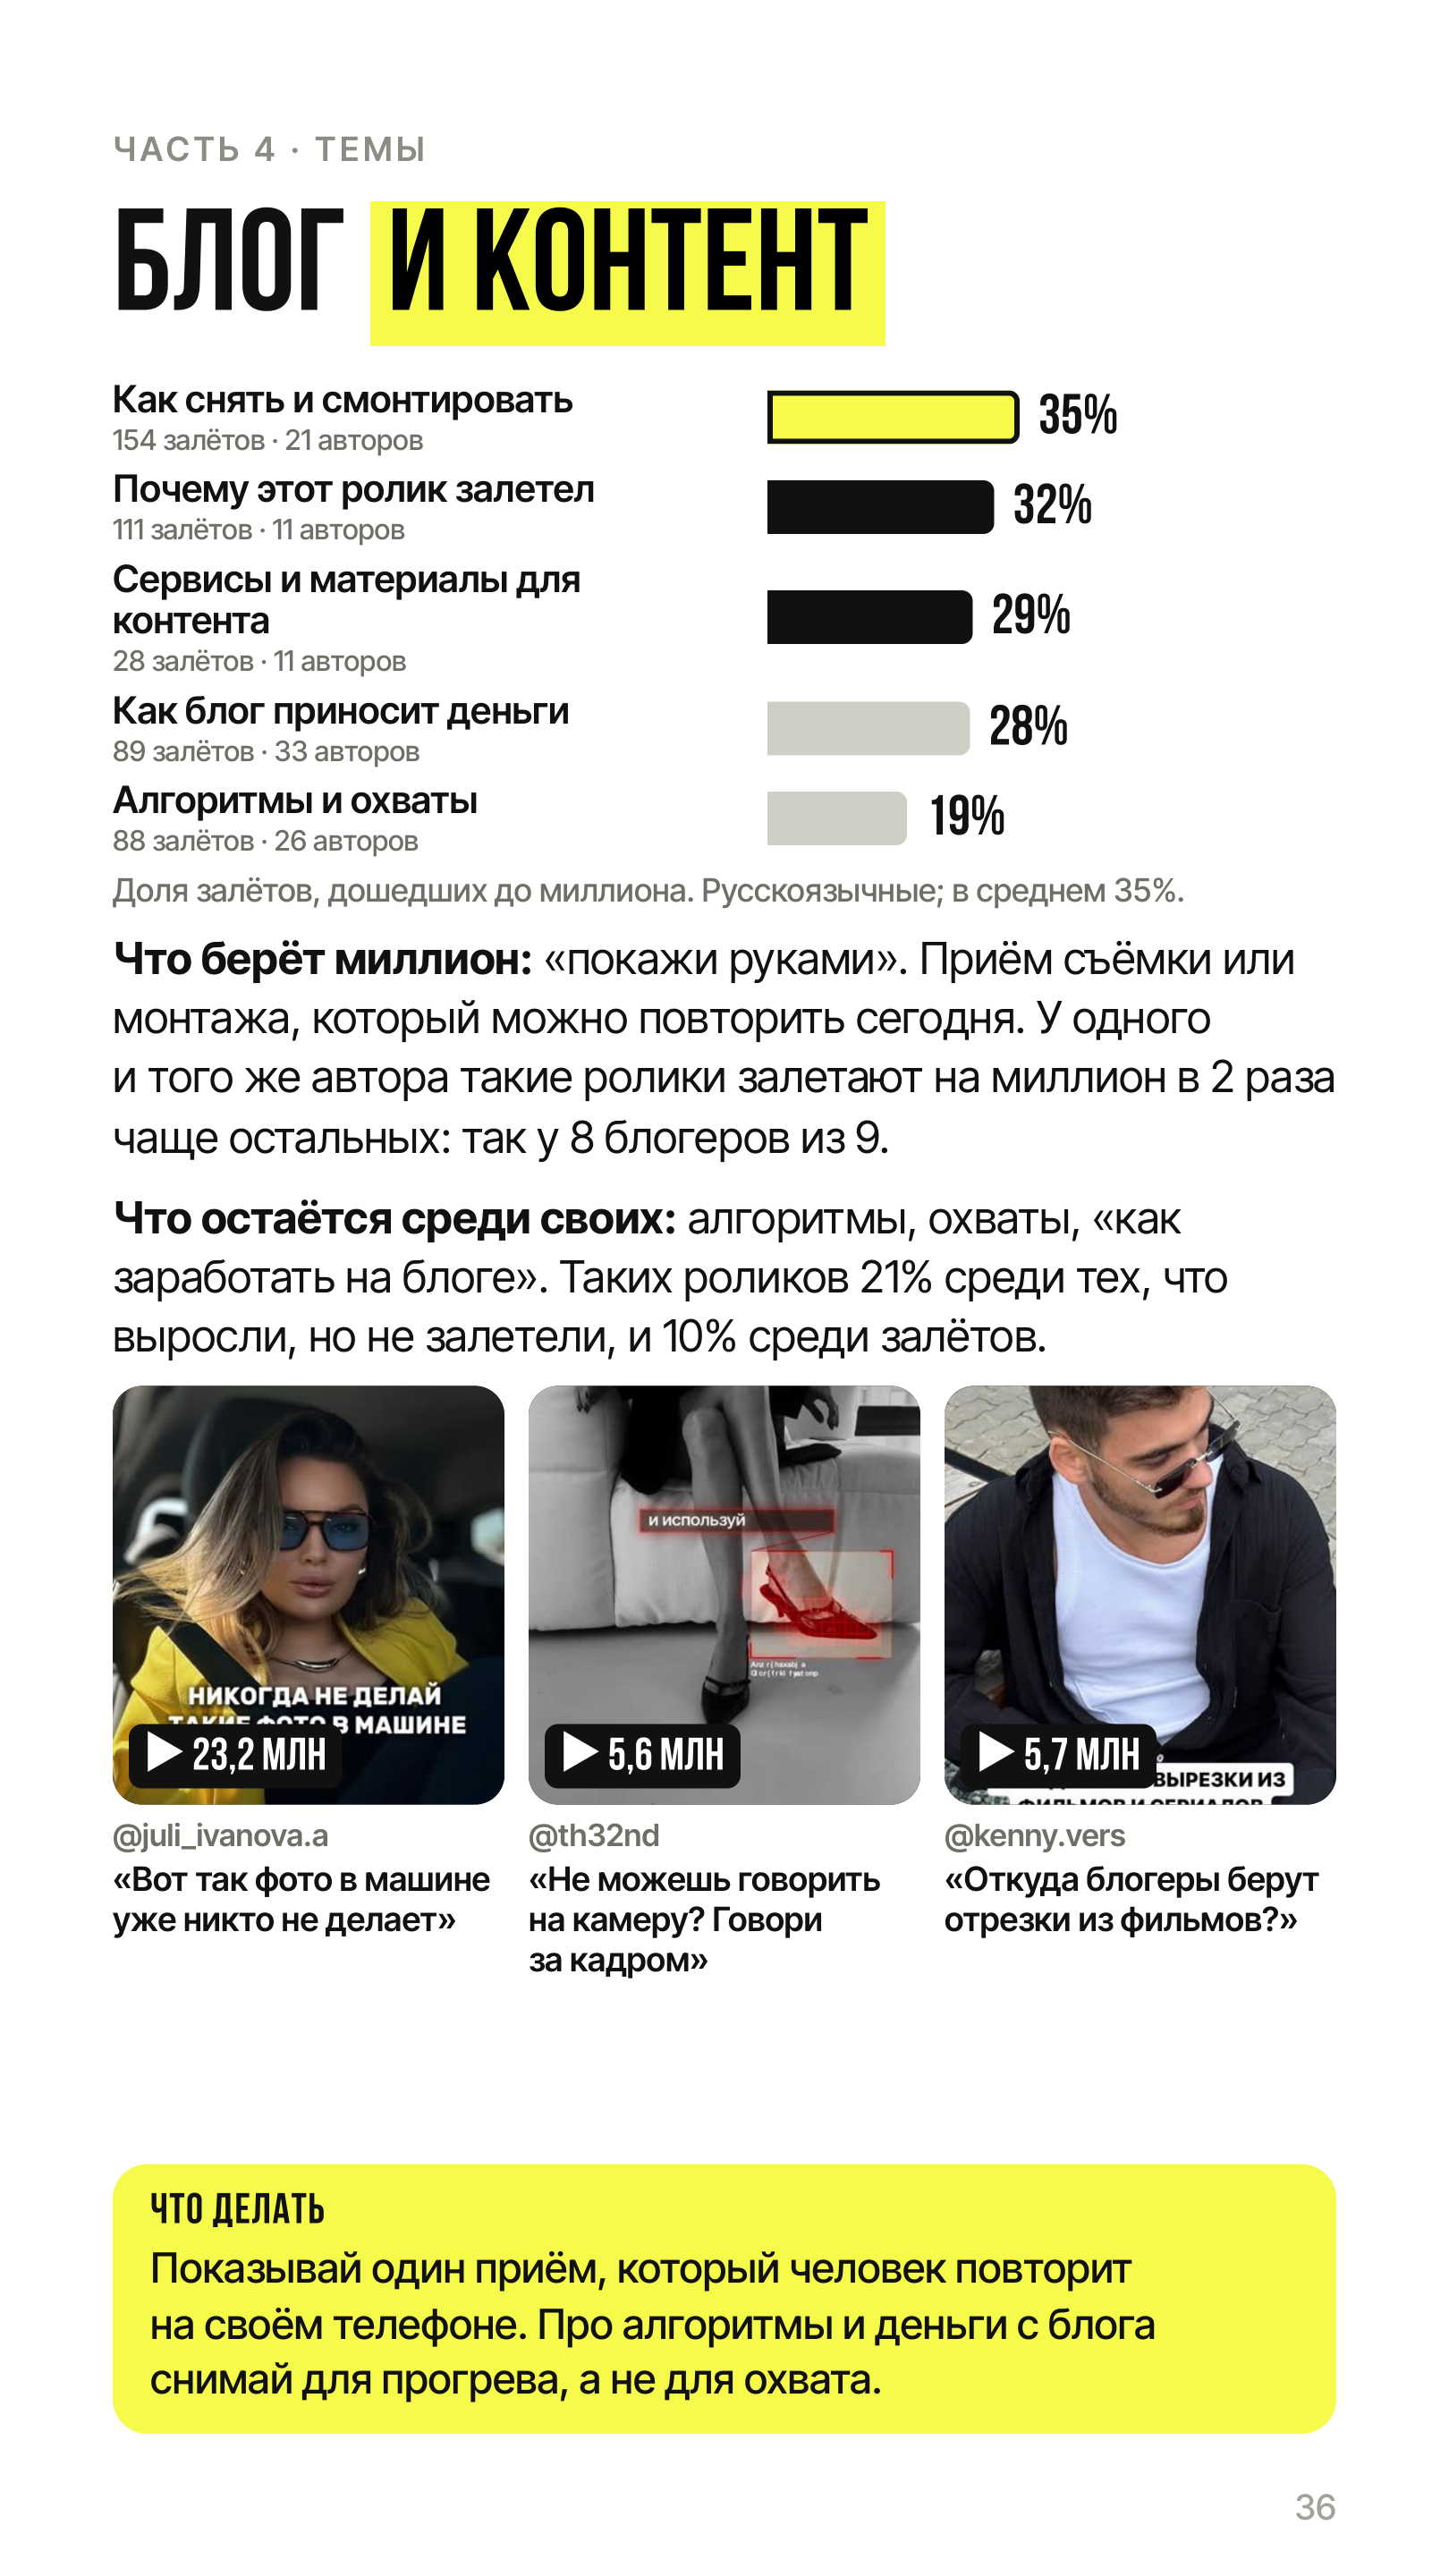 ЧАСТЬ 4 · ТЕМЫ
БЛОГ И КОНТЕНТ
Как снять и смонтировать
154 залётов · 21 авторов
35%
Почему этот ролик залетел
111 залётов · 11 авторов
32%
Сервисы и материалы для
контента
28 залётов · 11 авторов
29%
Как блог приносит деньги
89 залётов · 33 авторов
28%
Алгоритмы и охваты
88 залётов · 26 авторов
19%
Доля залётов, дошедших до миллиона. Русскоязычные; в среднем 35%.
Что берёт миллион: «покажи руками». Приём съёмки или
монтажа, который можно повторить сегодня. У одного
и того же автора такие ролики залетают на миллион в 2 раза
чаще остальных: так у 8 блогеров из 9.
Что остаётся среди своих: алгоритмы, охваты, «как
заработать на блоге». Таких роликов 21% среди тех, что
выросли, но не залетели, и 10% среди залётов.
НИКОГДА НЕ ДЕЛАЙ
ТАКИЕ ФОТО В МАШИНЕ
23,2 МЛН
@juli_ivanova.a
«Вот так фото в машине
уже никто не делает»
и используй
5,6 МЛН
@th32nd
«Не можешь говорить
на камеру? Говори
за кадром»
ВЫРЕЗКИ ИЗ
ФИЛЬМОВ И СЕРИАЛОВ
5,7 МЛН
@kenny.vers
«Откуда блогеры берут
отрезки из фильмов?»
ЧТО ДЕЛАТЬ
Показывай один приём, который человек повторит
на своём телефоне. Про алгоритмы и деньги с блога
снимай для прогрева, а не для охвата.
36